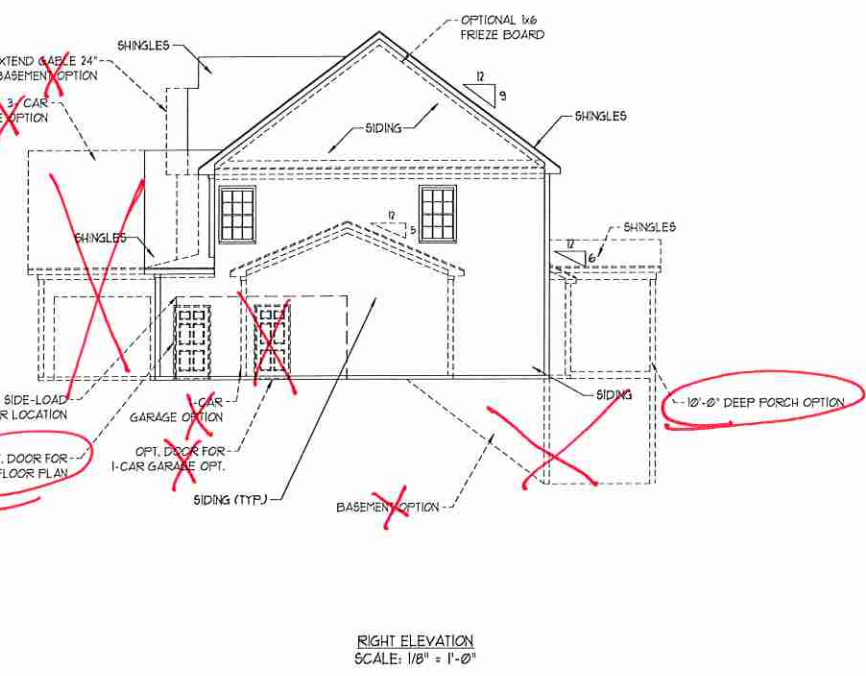 OPTIONAL 1x6
FRIEZE BOARD
SHINGLES
XTEND GABLE 24"
BASEMENT OPTION
12
9
3- CAR
OPTION
SHINGLES
SIDING
12
5
SHINGLES
12
6
SHINGLES
SIDE-LOAD
R LOCATION
1-CAR
GARAGE OPTION
SIDING
10'-0" DEEP PORCH OPTION
T. DOOR FOR
FLOOR PLAN
OPT. DOOR FOR
1-CAR GARAGE OPT.
SIDING (TYP.)
BASEMENT OPTION
RIGHT ELEVATION
SCALE: 1/8" = 1'-0"